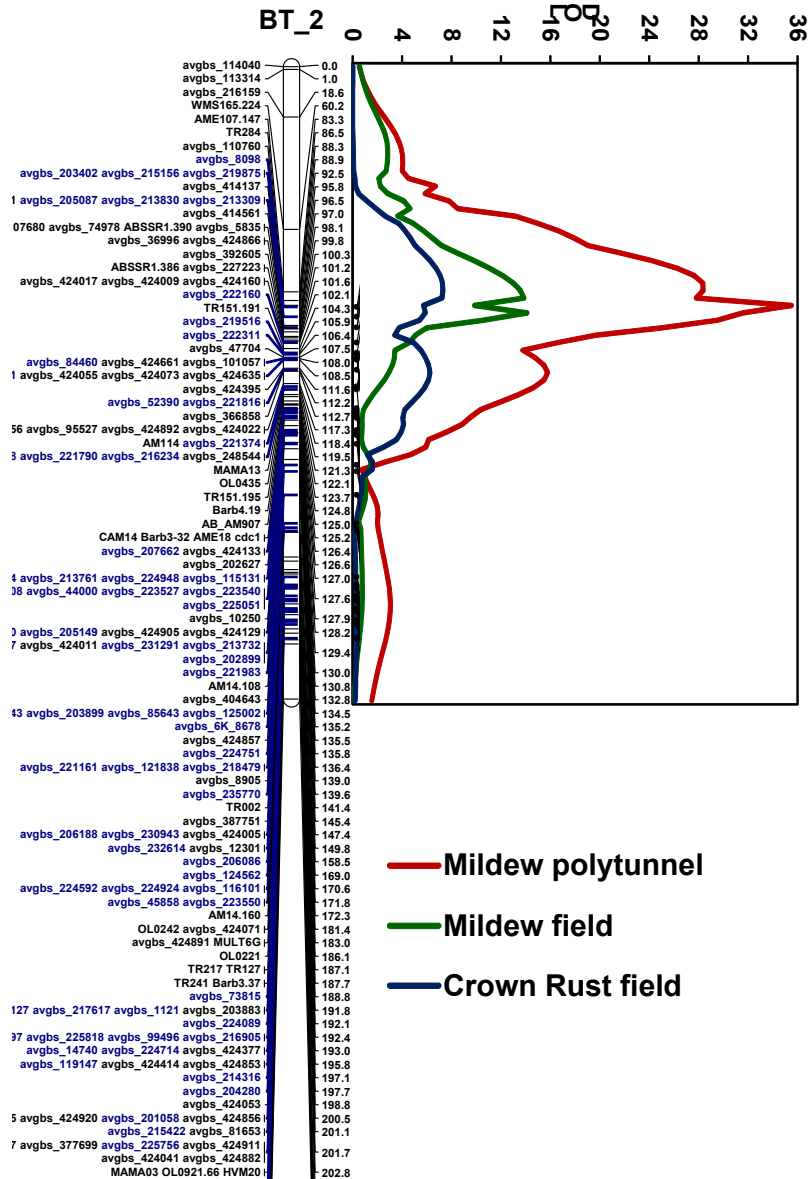 BT_2
LOD
0 4 8 12 16 20 24 28 32 36
avgbs_114040 0.0
avgbs_113314 1.0
avgbs_216159 18.6
WMS165.224 60.2
AME107.147 83.3
TR284 86.5
avgbs_110760 88.3
avgbs_8098 88.9
avgbs_203402 avgbs_215156 avgbs_219875 92.5
avgbs_414137 95.8
avgbs_205087 avgbs_213830 avgbs_213309 96.5
avgbs_414561 97.0
07680 avgbs_74978 ABSSR1.390 avgbs_5835 98.1
avgbs_36996 avgbs_424866 99.8
avgbs_392605 100.3
ABSSR1.386 avgbs_227223 101.2
avgbs_424017 avgbs_424009 avgbs_424160 101.6
avgbs_222160 102.1
TR151.191 104.3
avgbs_219516 105.9
avgbs_222311 106.4
avgbs_47704 107.5
avgbs_84460 avgbs_424661 avgbs_101057 108.0
avgbs_424055 avgbs_424073 avgbs_424635 108.5
avgbs_424395 111.6
avgbs_52390 avgbs_221816 112.2
avgbs_366858 112.7
56 avgbs_95527 avgbs_424892 avgbs_424022 117.3
AM114 avgbs_221374 118.4
8 avgbs_221790 avgbs_216234 avgbs_248544 119.5
MAMA13 121.3
OL0435 122.1
TR151.195 123.7
Barb4.19 124.8
AB_AM907 125.0
CAM14 Barb3-32 AME18 cdc1 125.2
avgbs_207662 avgbs_424133 126.4
avgbs_202627 126.6
4 avgbs_213761 avgbs_224948 avgbs_115131 127.0
08 avgbs_44000 avgbs_223527 avgbs_223540
avgbs_225051 127.6
avgbs_10250 127.9
0 avgbs_205149 avgbs_424905 avgbs_424129 128.2
7 avgbs_424011 avgbs_231291 avgbs_213732
avgbs_202899 129.4
avgbs_221983 130.0
AM14.108 130.8
avgbs_404643 132.8
43 avgbs_203899 avgbs_85643 avgbs_125002 134.5
avgbs_6K_8678 135.2
avgbs_424857 135.5
avgbs_224751 135.8
avgbs_221161 avgbs_121838 avgbs_218479 136.4
avgbs_8905 139.0
avgbs_235770 139.6
TR002 141.4
avgbs_387751 145.4
avgbs_206188 avgbs_230943 avgbs_424005 147.4
avgbs_232614 avgbs_12301 149.8
avgbs_206086 158.5
avgbs_124562 169.0
avgbs_224592 avgbs_224924 avgbs_116101 170.6
avgbs_45858 avgbs_223550 171.8
AM14.160 172.3
OL0242 avgbs_424071 181.4
avgbs_424891 MULT6G 183.0
OL0221 186.1
TR217 TR127 187.1
TR241 Barb3.37 187.7
avgbs_73815 188.8
127 avgbs_217617 avgbs_1121 avgbs_203883 191.8
avgbs_224089 192.1
97 avgbs_225818 avgbs_99496 avgbs_216905 192.4
avgbs_14740 avgbs_224714 avgbs_424377 193.0
avgbs_119147 avgbs_424414 avgbs_424853 195.8
avgbs_214316 197.1
avgbs_204280 197.7
avgbs_424053 198.8
5 avgbs_424920 avgbs_201058 avgbs_424856 200.5
avgbs_215422 avgbs_81653 201.1
7 avgbs_377699 avgbs_225756 avgbs_424911
avgbs_424041 avgbs_424882 201.7
MAMA03 OL0921.66 HVM20 202.8
Mildew polytunnel
Mildew field
Crown Rust field